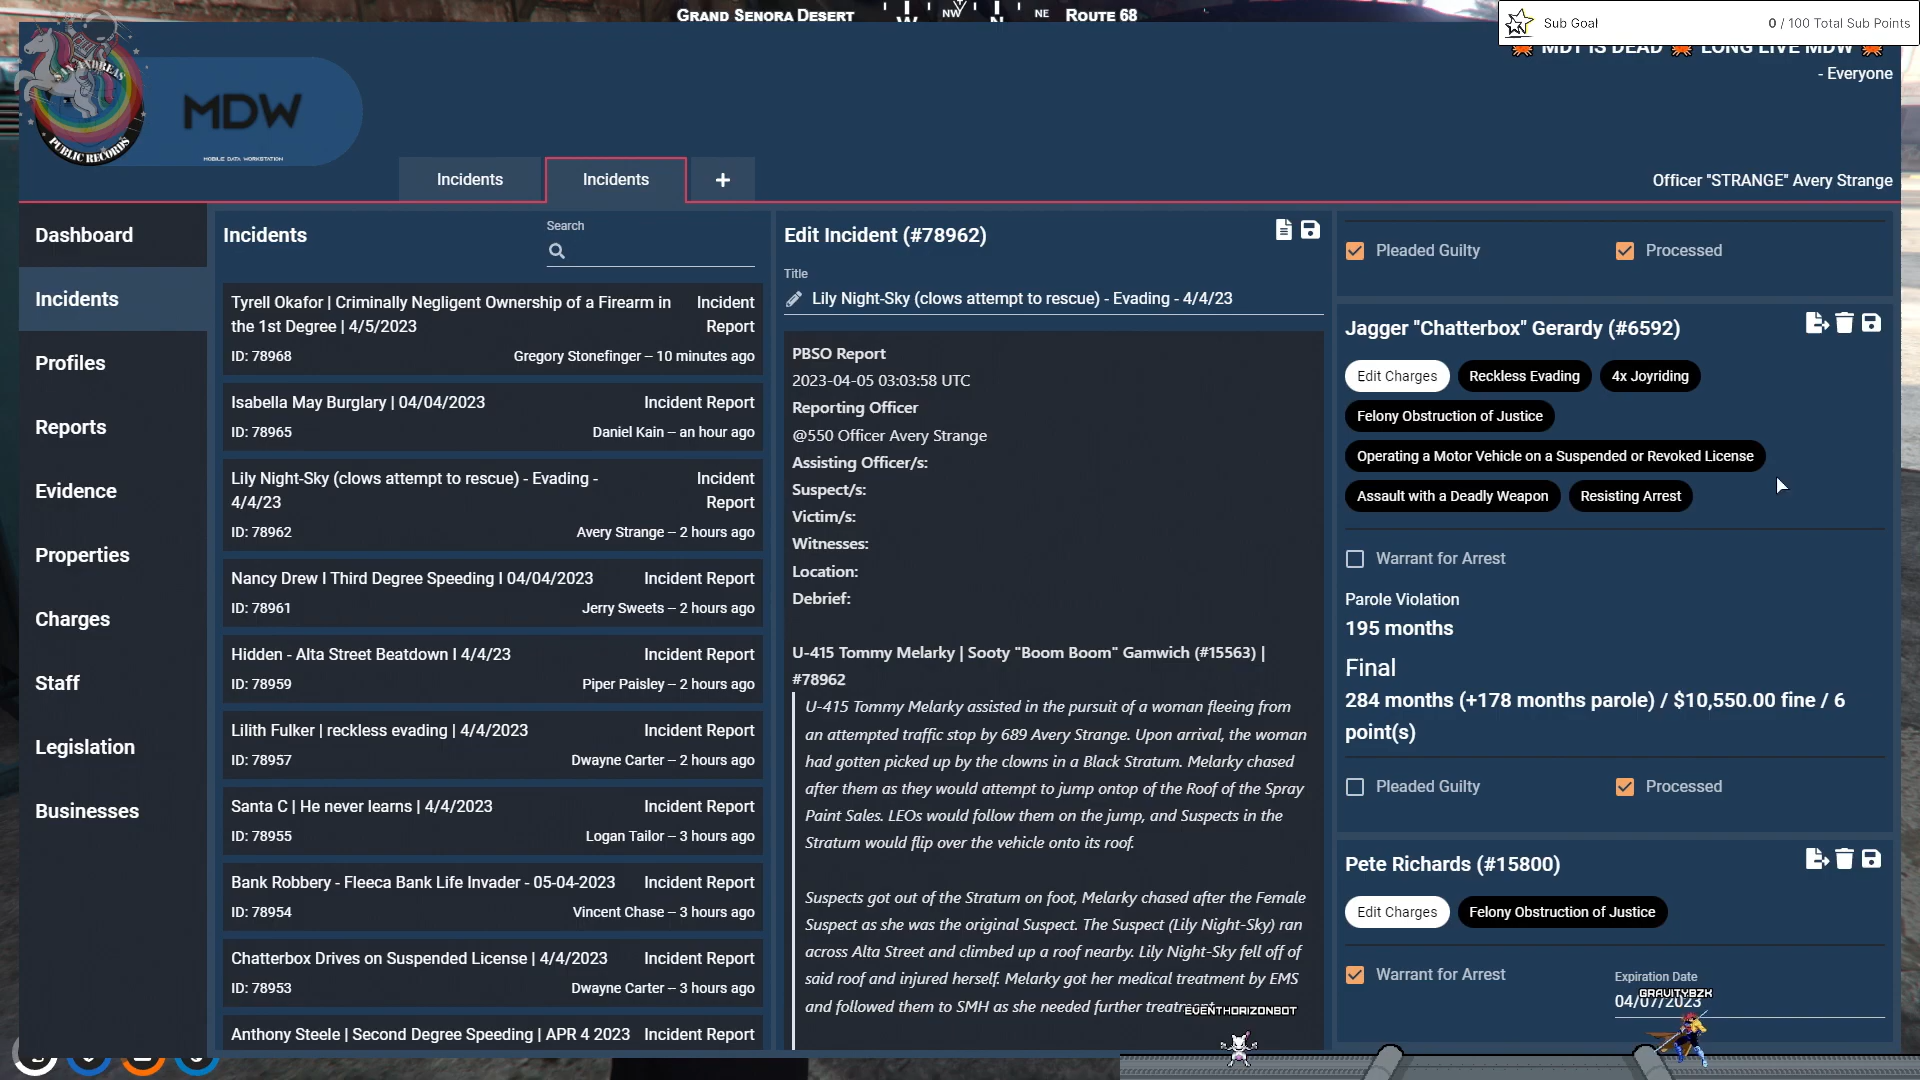 GRAND SENORA DESERT
W
NW
N
NE
ROUTE 68
Sub Goal
0 / 100 Total Sub Points
MDT IS DEAD
LONG LIVE MDW
- Everyone
SAN ANDREAS
PUBLIC RECORDS
MDW
MOBILE DATA WORKSTATION
Incidents
Incidents
+
Officer "STRANGE" Avery Strange
Dashboard
Incidents
Profiles
Reports
Evidence
Properties
Charges
Staff
Legislation
Businesses
Incidents
Search
Tyrell Okafor | Criminally Negligent Ownership of a Firearm in
the 1st Degree | 4/5/2023
Incident
Report
ID: 78968
Gregory Stonefinger – 10 minutes ago
Isabella May Burglary | 04/04/2023
Incident Report
ID: 78965
Daniel Kain – an hour ago
Lily Night-Sky (clows attempt to rescue) - Evading -
4/4/23
Incident
Report
ID: 78962
Avery Strange – 2 hours ago
Nancy Drew I Third Degree Speeding I 04/04/2023
Incident Report
ID: 78961
Jerry Sweets – 2 hours ago
Hidden - Alta Street Beatdown I 4/4/23
Incident Report
ID: 78959
Piper Paisley – 2 hours ago
Lilith Fulker | reckless evading | 4/4/2023
Incident Report
ID: 78957
Dwayne Carter – 2 hours ago
Santa C | He never learns | 4/4/2023
Incident Report
ID: 78955
Logan Tailor – 3 hours ago
Bank Robbery - Fleeca Bank Life Invader - 05-04-2023
Incident Report
ID: 78954
Vincent Chase – 3 hours ago
Chatterbox Drives on Suspended License | 4/4/2023
Incident Report
ID: 78953
Dwayne Carter – 3 hours ago
Anthony Steele | Second Degree Speeding | APR 4 2023
Incident Report
Edit Incident (#78962)
Title
Lily Night-Sky (clows attempt to rescue) - Evading - 4/4/23
PBSO Report
2023-04-05 03:03:58 UTC
Reporting Officer
@550 Officer Avery Strange
Assisting Officer/s:
Suspect/s:
Victim/s:
Witnesses:
Location:
Debrief:
U-415 Tommy Melarky | Sooty "Boom Boom" Gamwich (#15563) |
#78962
U-415 Tommy Melarky assisted in the pursuit of a woman fleeing from
an attempted traffic stop by 689 Avery Strange. Upon arrival, the woman
had gotten picked up by the clowns in a Black Stratum. Melarky chased
after them as they would attempt to jump ontop of the Roof of the Spray
Paint Sales. LEOs would follow them on the jump, and Suspects in the
Stratum would flip over the vehicle onto its roof.
Suspects got out of the Stratum on foot, Melarky chased after the Female
Suspect as she was the original Suspect. The Suspect (Lily Night-Sky) ran
across Alta Street and climbed up a roof nearby. Lily Night-Sky fell off of
said roof and injured herself. Melarky got her medical treatment by EMS
and followed them to SMH as she needed further treatment.
EVENTHORIZONBOT
Pleaded Guilty
Processed
Jagger "Chatterbox" Gerardy (#6592)
Edit Charges
Reckless Evading
4x Joyriding
Felony Obstruction of Justice
Operating a Motor Vehicle on a Suspended or Revoked License
Assault with a Deadly Weapon
Resisting Arrest
Warrant for Arrest
Parole Violation
195 months
Final
284 months (+178 months parole) / $10,550.00 fine / 6
point(s)
Pleaded Guilty
Processed
Pete Richards (#15800)
Edit Charges
Felony Obstruction of Justice
Warrant for Arrest
Expiration Date
04/07/2023
GRAVITYBZK